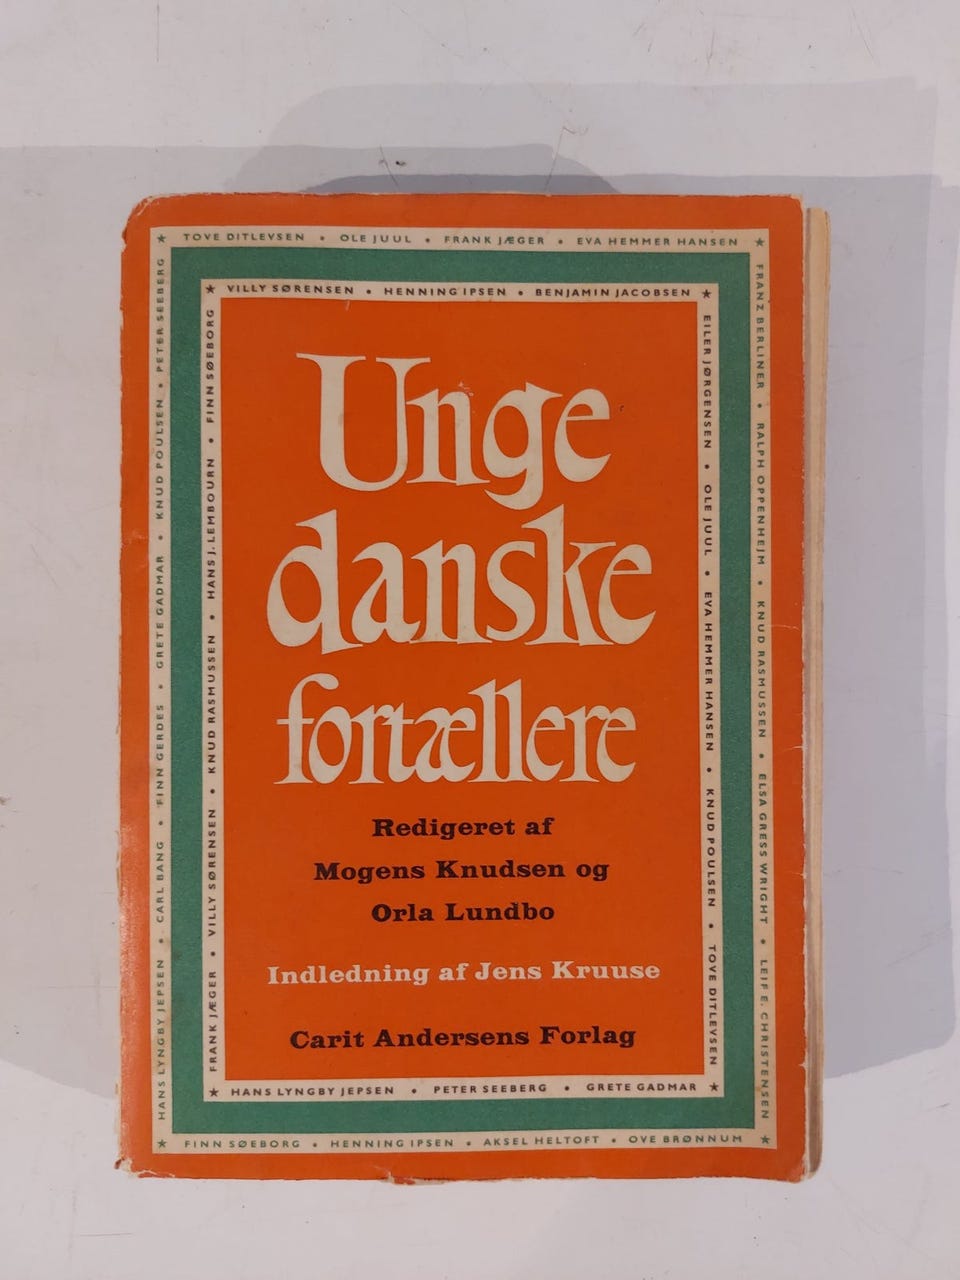 ★ TOVE DITLEVSEN • OLE JUUL • FRANK JÆGER • EVA HEMMER HANSEN ★
FRANZ BERLINER • RALPH OPPENHEJM • KNUD RASMUSSEN • ELSA GRESS WRIGHT • LEIF E. CHRISTENSEN
★ FINN SØEBORG • HENNING IPSEN • AKSEL HELTOFT • OVE BRØNNUM ★
HANS LYNGBY JEPSEN • CARL BANG • FINN GERDES • GRETE GADMAR • KNUD POULSEN • PETER SEEBERG
★ VILLY SØRENSEN • HENNING IPSEN • BENJAMIN JACOBSEN ★
EILER JØRGENSEN • OLE JUUL • EVA HEMMER HANSEN • KNUD POULSEN • TOVE DITLEVSEN
★ HANS LYNGBY JEPSEN • PETER SEEBERG • GRETE GADMAR ★
FRANK JÆGER • VILLY SØRENSEN • KNUD RASMUSSEN • HANS J. LEMBOURN • FINN SØEBORG
Unge
danske
fortællere
Redigeret af
Mogens Knudsen og
Orla Lundbo
Indledning af Jens Kruuse
Carit Andersens Forlag